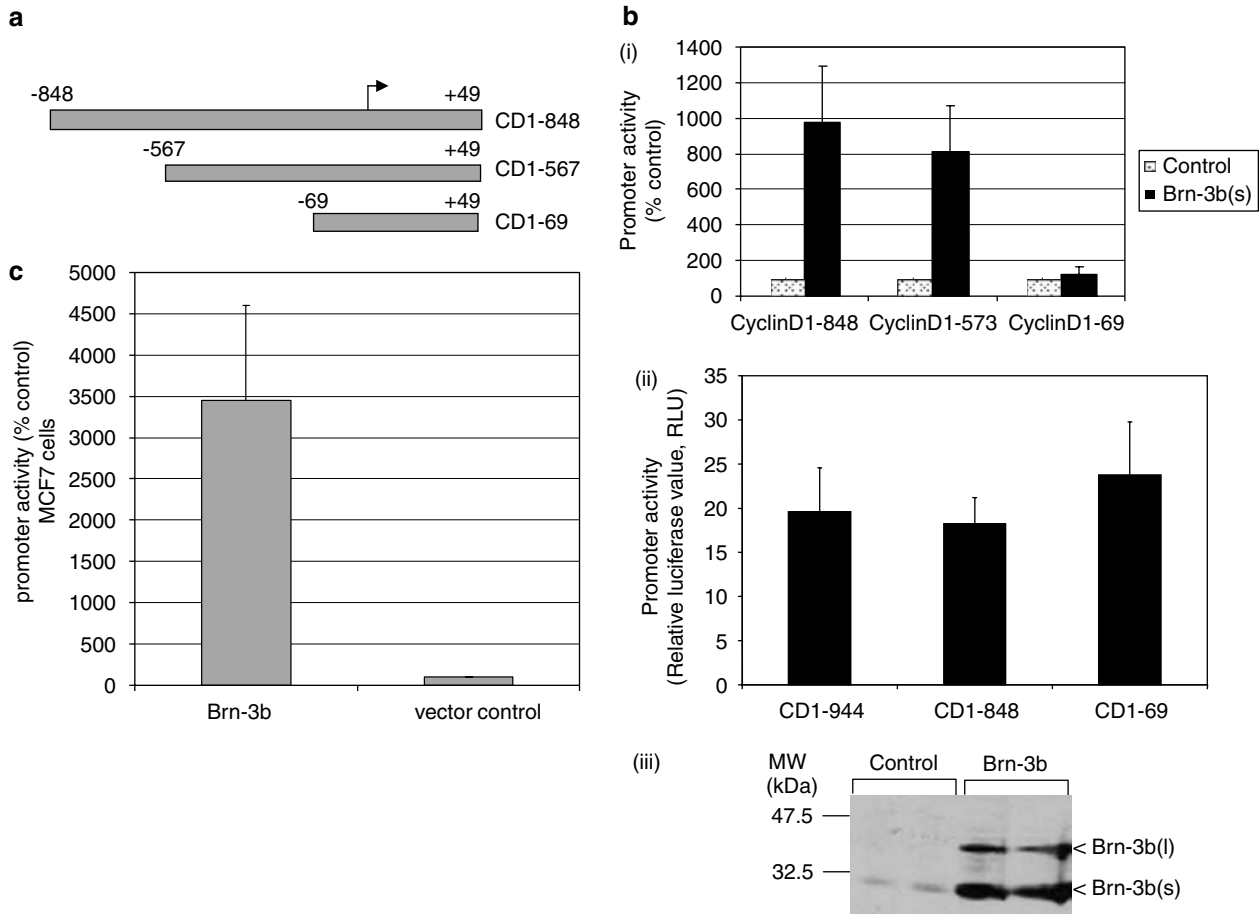 a
-848
+49
CD1-848
-567
+49
CD1-567
-69
+49
CD1-69
b
(i)
Promoter activity
(% control)
1400
1200
1000
800
600
400
200
0
CyclinD1-848
CyclinD1-573
CyclinD1-69
Control
Brn-3b(s)
c
promoter activity (% control)
MCF7 cells
5000
4500
4000
3500
3000
2500
2000
1500
1000
500
0
Brn-3b
vector control
(ii)
Promoter activity
(Relative luciferase value, RLU)
35
30
25
20
15
10
5
0
CD1-944
CD1-848
CD1-69
(iii)
MW
(kDa)
Control
Brn-3b
47.5
32.5
< Brn-3b(l)
< Brn-3b(s)